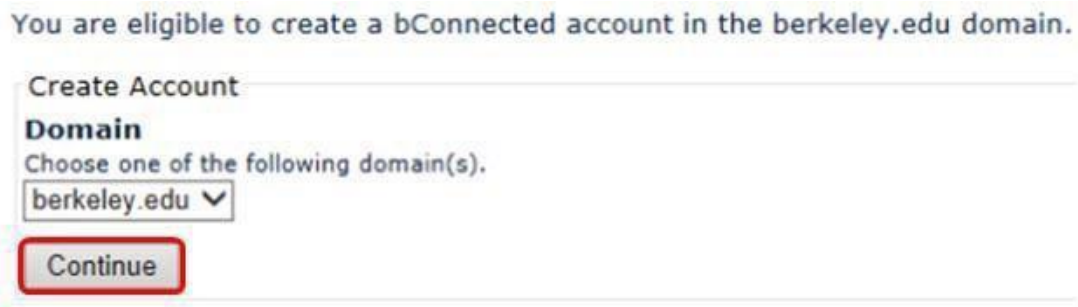 You are eligible to create a bConnected account in the berkeley.edu domain.
Create Account
Domain
Choose one of the following domain(s).
berkeley.edu
Continue